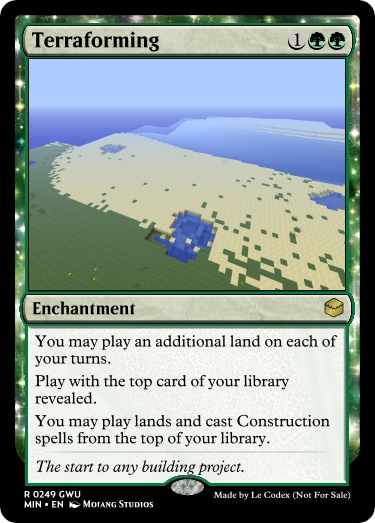 Terraforming 1
Enchantment
You may play an additional land on each of
your turns.
Play with the top card of your library
revealed.
You may play lands and cast Construction
spells from the top of your library.
The start to any building project.
R 0249 GWU
MIN • EN Mojang Studios
Made by Le Codex (Not For Sale)